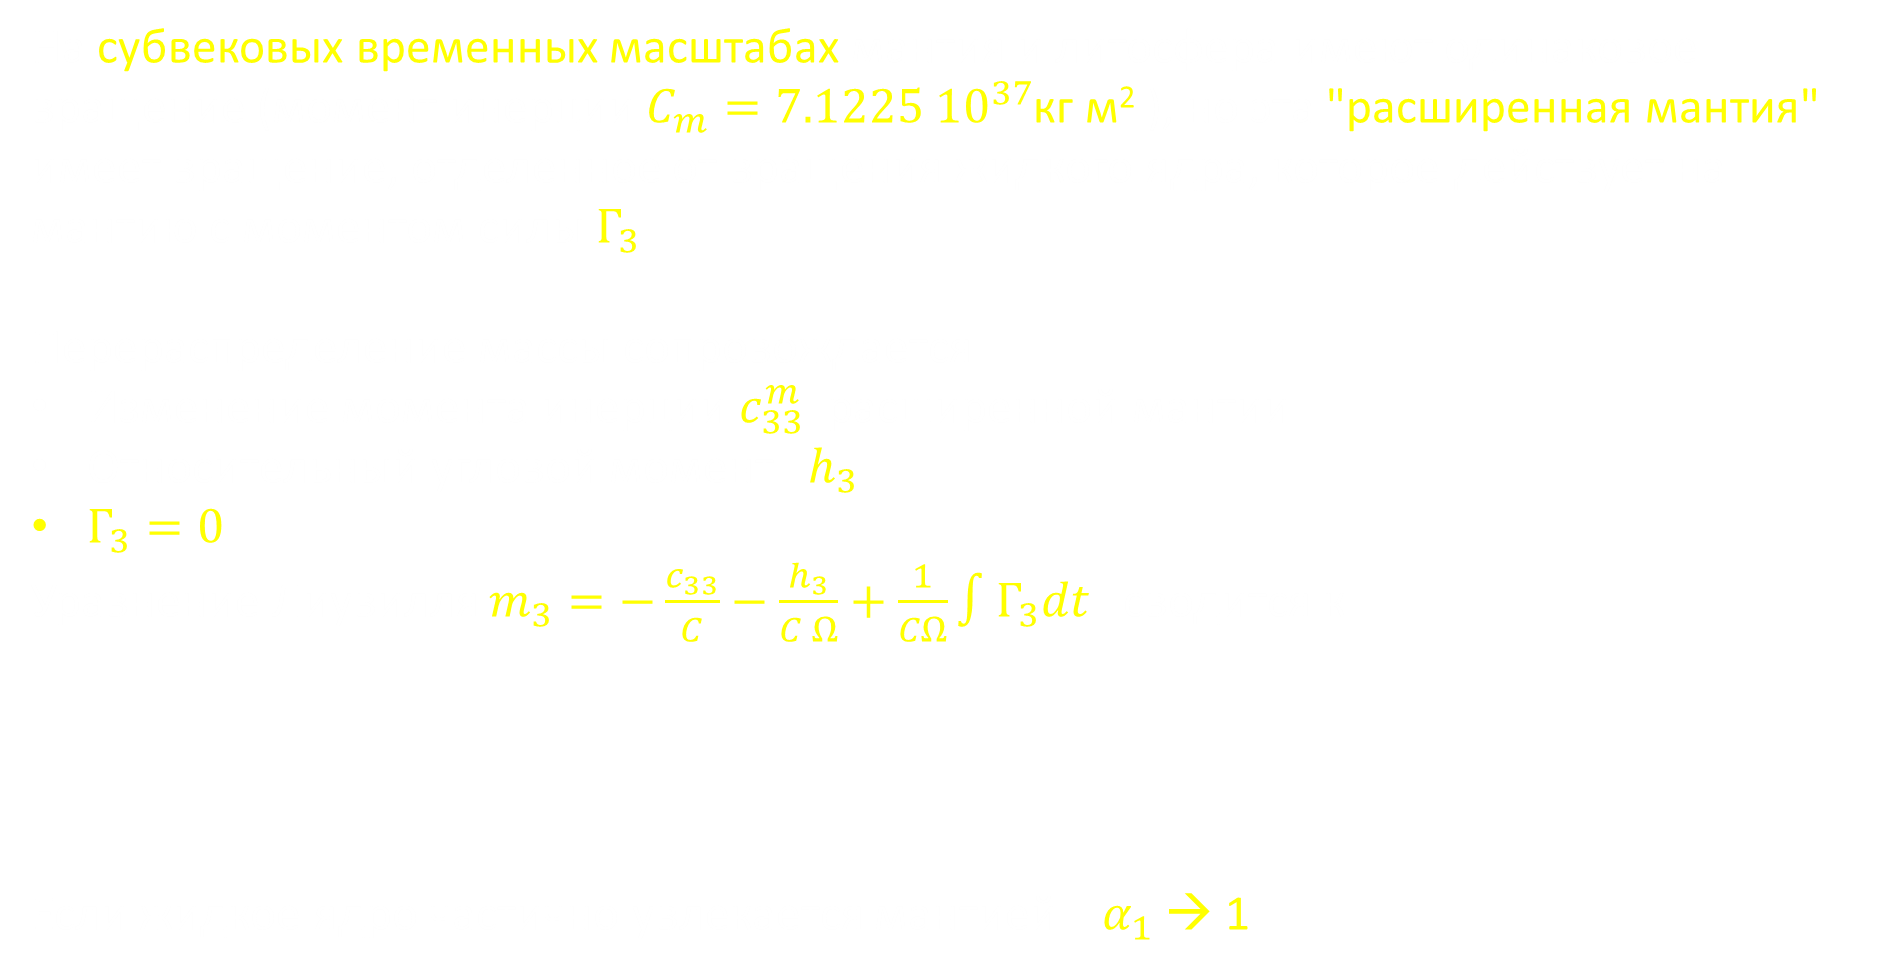 субвековых временных масштабах
C_m = 7.1225 10^37 кг м^2 "расширенная мантия"
Γ_3
c_33^m
h_3
• Γ_3 = 0
m_3 = − c_33/C − h_3/(C Ω) + 1/(CΩ) ∫ Γ_3 dt
α_1 → 1